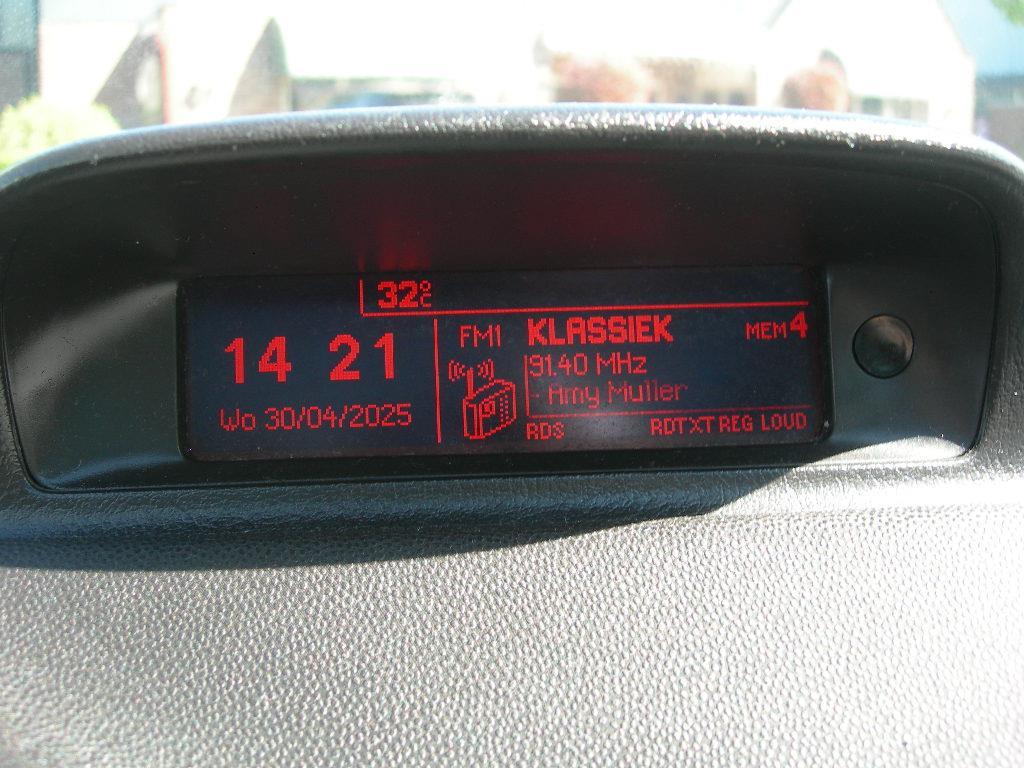 32°C
14 21
Wo 30/04/2025
FM1 KLASSIEK MEM 4
91.40 MHz
- Amy Muller
RDS RDTXT REG LOUD